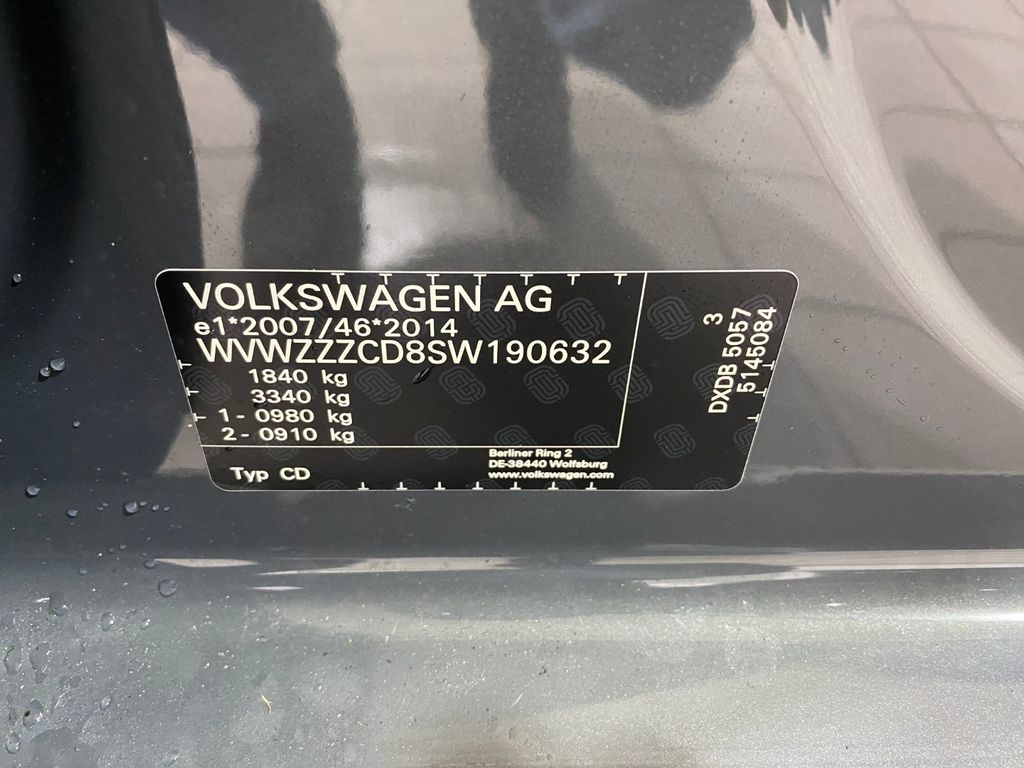 VOLKSWAGEN AG
e1*2007/46*2014
WVWZZZCD8SW190632
1840 kg
3340 kg
1 - 0980 kg
2 - 0910 kg
Typ CD
Berliner Ring 2
DE-38440 Wolfsburg
www.volkswagen.com
3
DXDB 5057
5145084